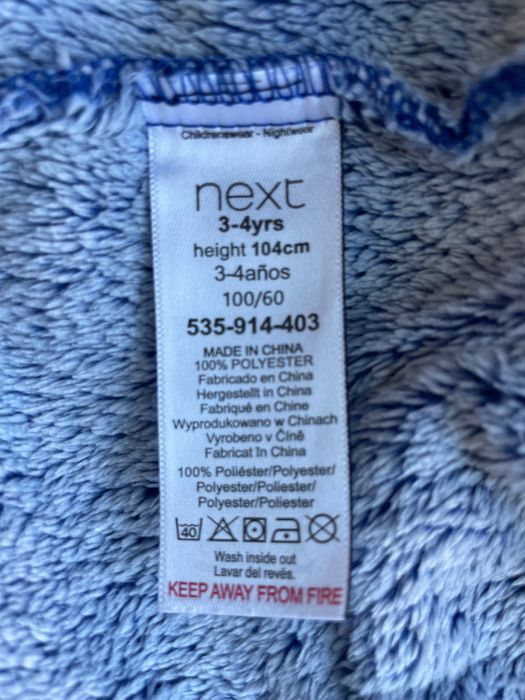 Childrenswear - Nightwear
next
3-4yrs
height 104cm
3-4años
100/60
535-914-403
MADE IN CHINA
100% POLYESTER
Fabricado en China
Hergestellt in China
Fabriqué en Chine
Wyprodukowano w Chinach
Vyrobeno v Číně
Fabricat In China
100% Poliéster/Polyester/
Polyester/Poliester/
Polyester/Poliester
40
Wash inside out
Lavar del revés.
KEEP AWAY FROM FIRE